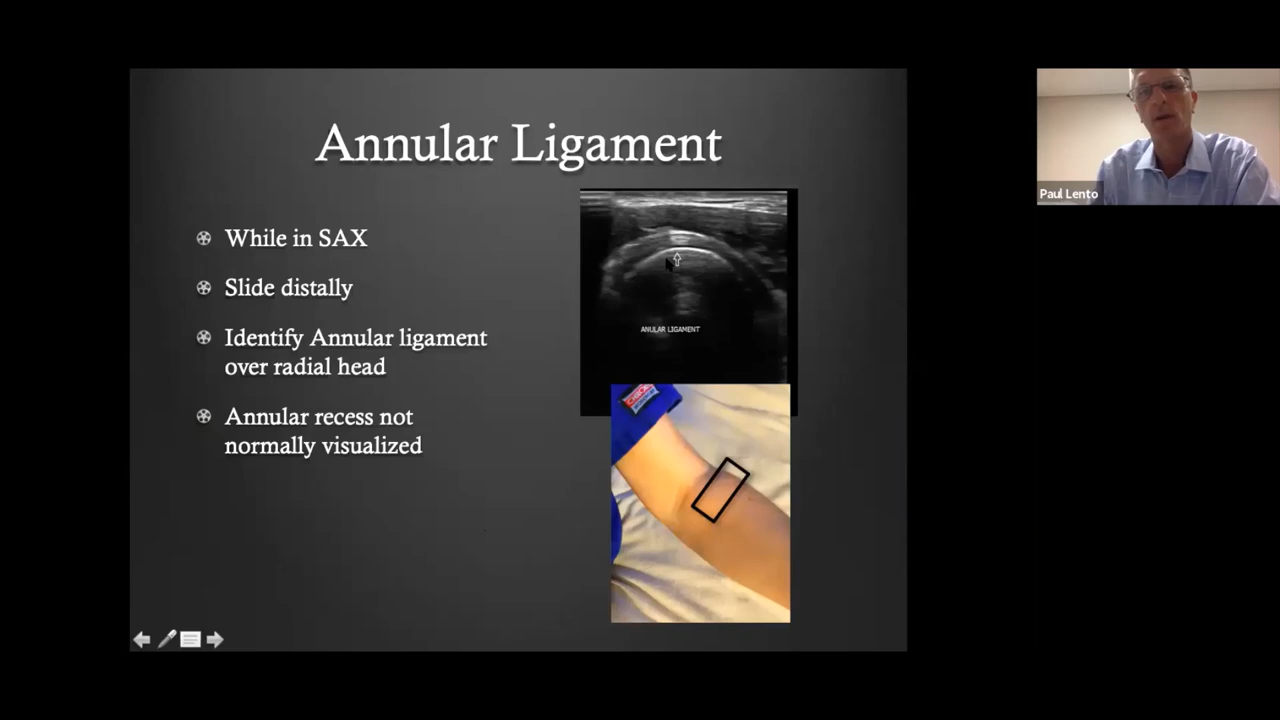 Annular Ligament
While in SAX
Slide distally
Identify Annular ligament
over radial head
Annular recess not
normally visualized
ANULAR LIGAMENT
Paul Lento